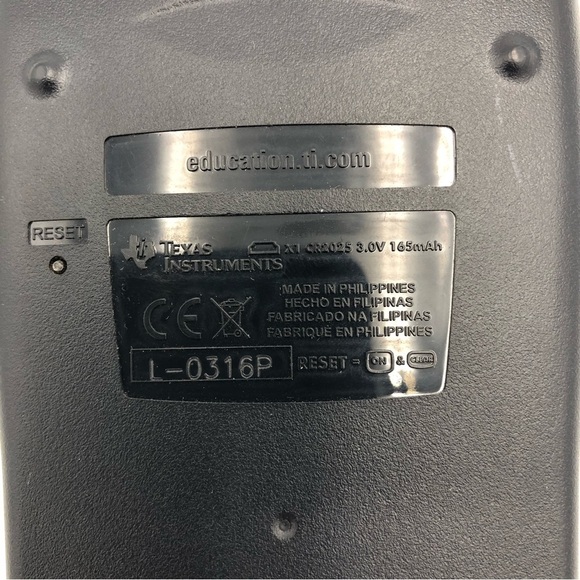 education.ti.com
RESET
TEXAS INSTRUMENTS
X1 CR2025 3.0V 165mAh
MADE IN PHILIPPINES
HECHO EN FILIPINAS
FABRICADO NA FILIPINAS
FABRIQUÉ EN PHILIPPINES
CE
L-0316P
RESET = ON & CLEAR